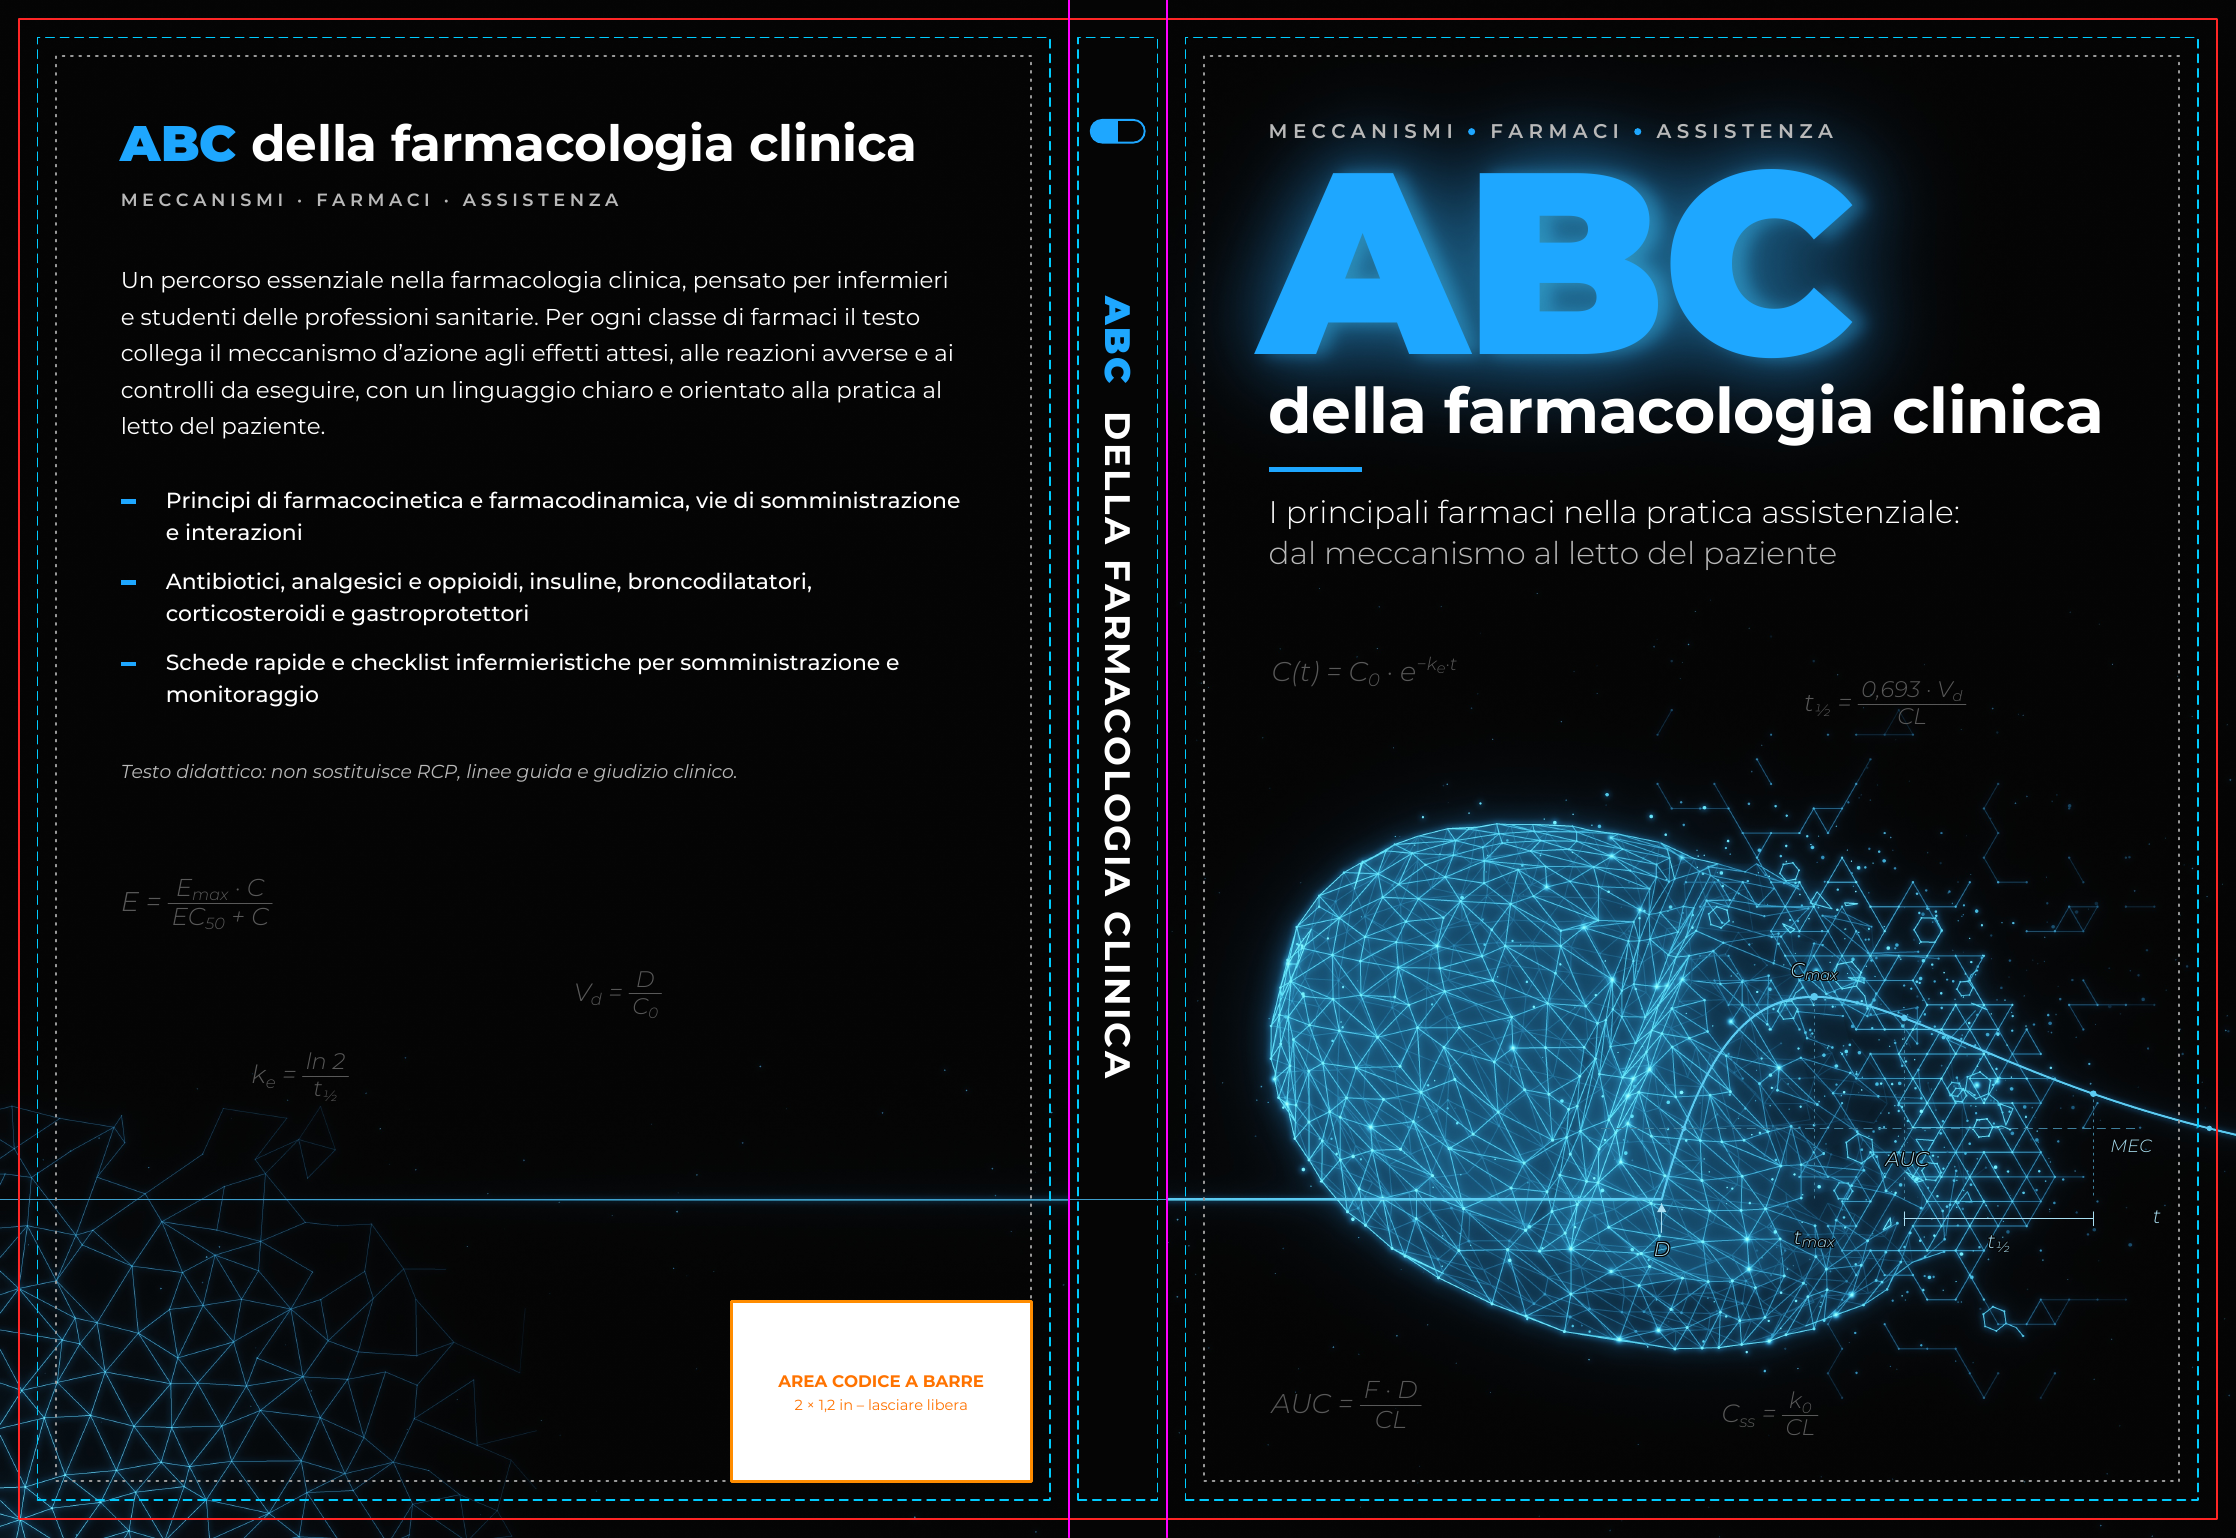 ABC della farmacologia clinica
MECCANISMI · FARMACI · ASSISTENZA
Un percorso essenziale nella farmacologia clinica, pensato per infermieri
e studenti delle professioni sanitarie. Per ogni classe di farmaci il testo
collega il meccanismo d’azione agli effetti attesi, alle reazioni avverse e ai
controlli da eseguire, con un linguaggio chiaro e orientato alla pratica al
letto del paziente.
Principi di farmacocinetica e farmacodinamica, vie di somministrazione
e interazioni
Antibiotici, analgesici e oppioidi, insuline, broncodilatatori,
corticosteroidi e gastroprotettori
Schede rapide e checklist infermieristiche per somministrazione e
monitoraggio
Testo didattico: non sostituisce RCP, linee guida e giudizio clinico.
E = Emax · C / EC50 + C
Vd = D / C0
ke = ln 2 / t½
AREA CODICE A BARRE
2 × 1,2 in – lasciare libera
ABC DELLA FARMACOLOGIA CLINICA
MECCANISMI • FARMACI • ASSISTENZA
ABC
della farmacologia clinica
I principali farmaci nella pratica assistenziale:
dal meccanismo al letto del paziente
C(t) = C0 · e^−ke·t
t½ = 0,693 · Vd / CL
Cmax
MEC
AUC
t
D
tmax
t½
AUC = F · D / CL
Css = k0 / CL